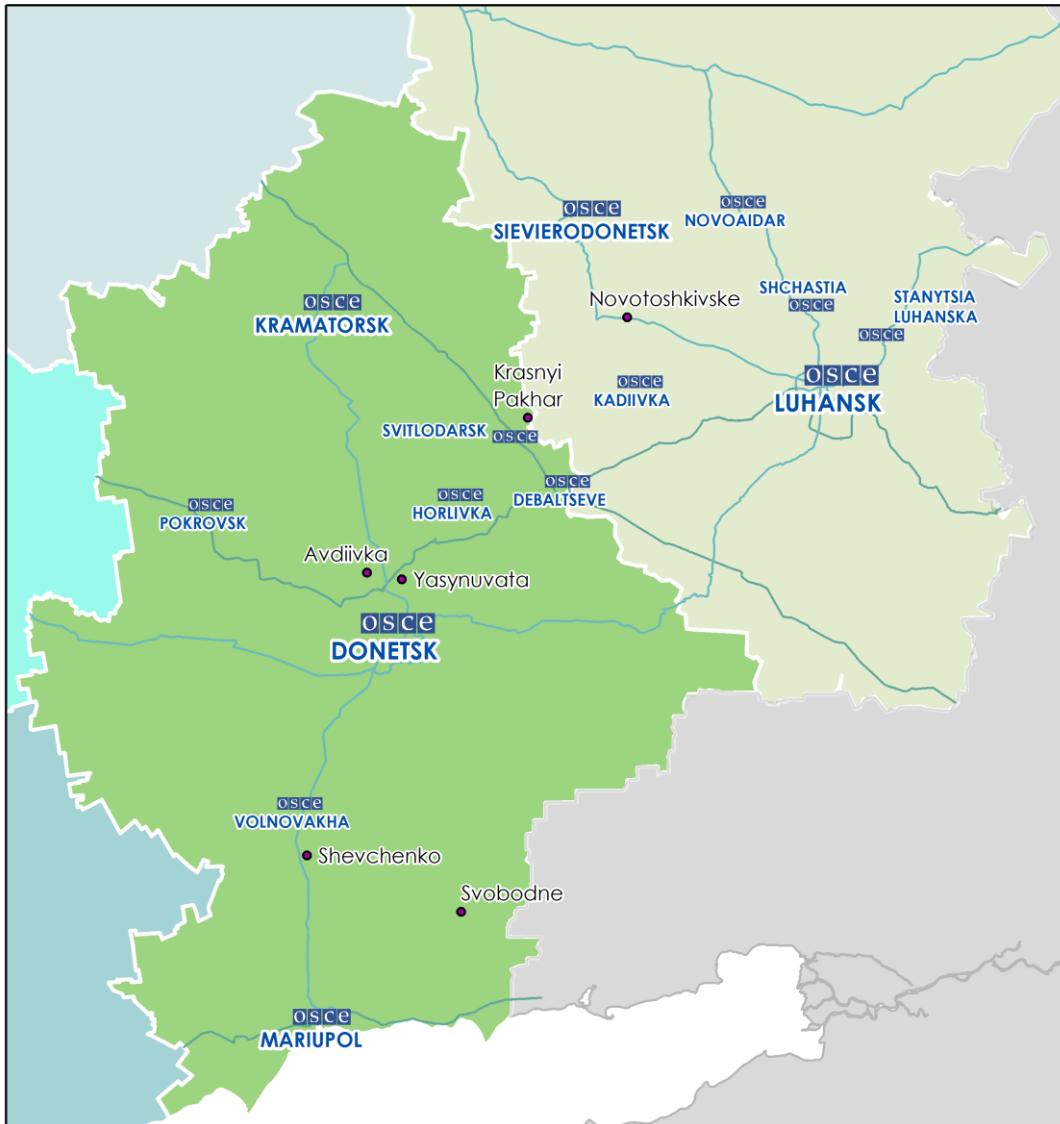 osce
SIEVIERODONETSK
osce
NOVOAIDAR
osce
KRAMATORSK
Novotoshkivske
SHCHASTIA
osce
STANYTSIA
LUHANSKA
osce
Krasnyi
Pakhar
osce
KADIIVKA
osce
LUHANSK
SVITLODARSK
osce
osce
POKROVSK
osce
HORLIVKA
osce
DEBALTSEVE
Avdiivka
Yasynuvata
osce
DONETSK
osce
VOLNOVAKHA
Shevchenko
Svobodne
osce
MARIUPOL